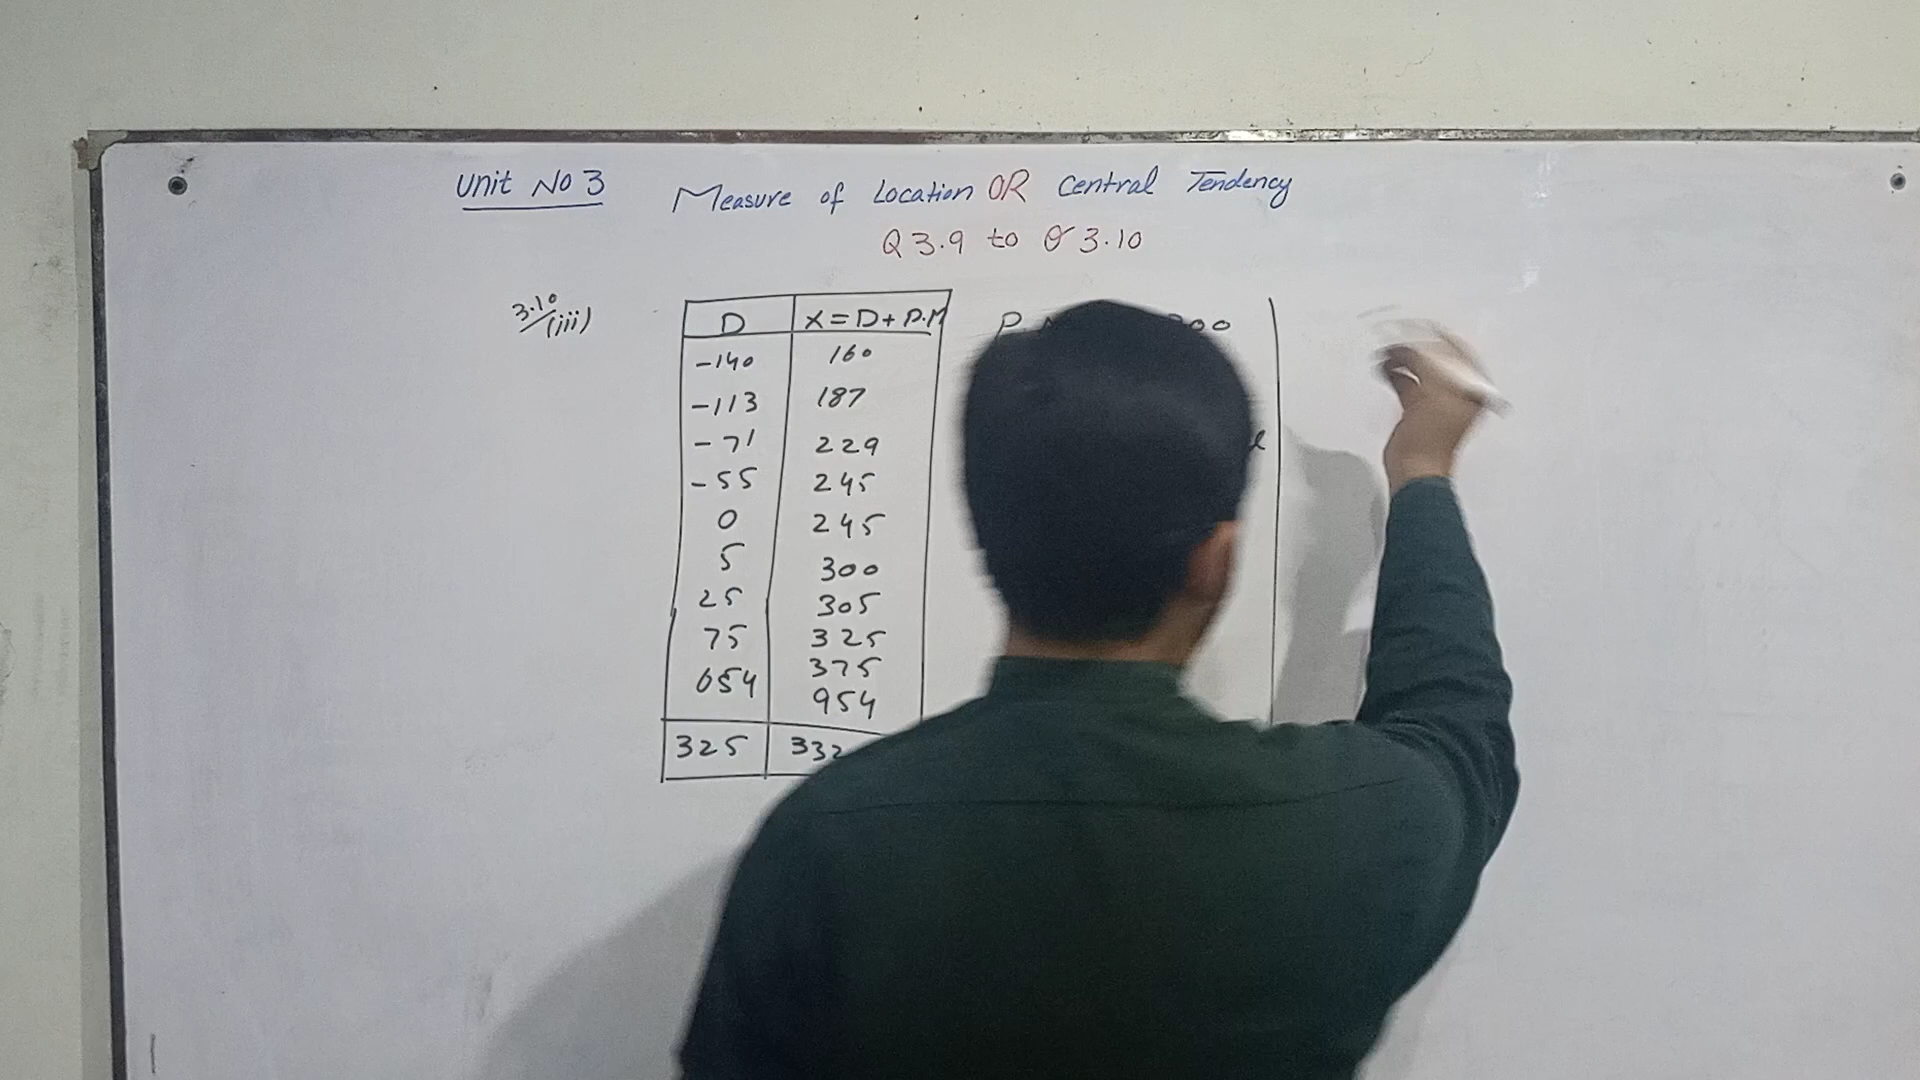 Unit No 3 Measure of Location OR Central Tendency
Q 3.9 to Q 3.10
3.10/(iii)
D X = D + P.M
-140 160
-113 187
-71 229
-55 245
0 245
5 300
25 305
75 325
654 375
954
325 332